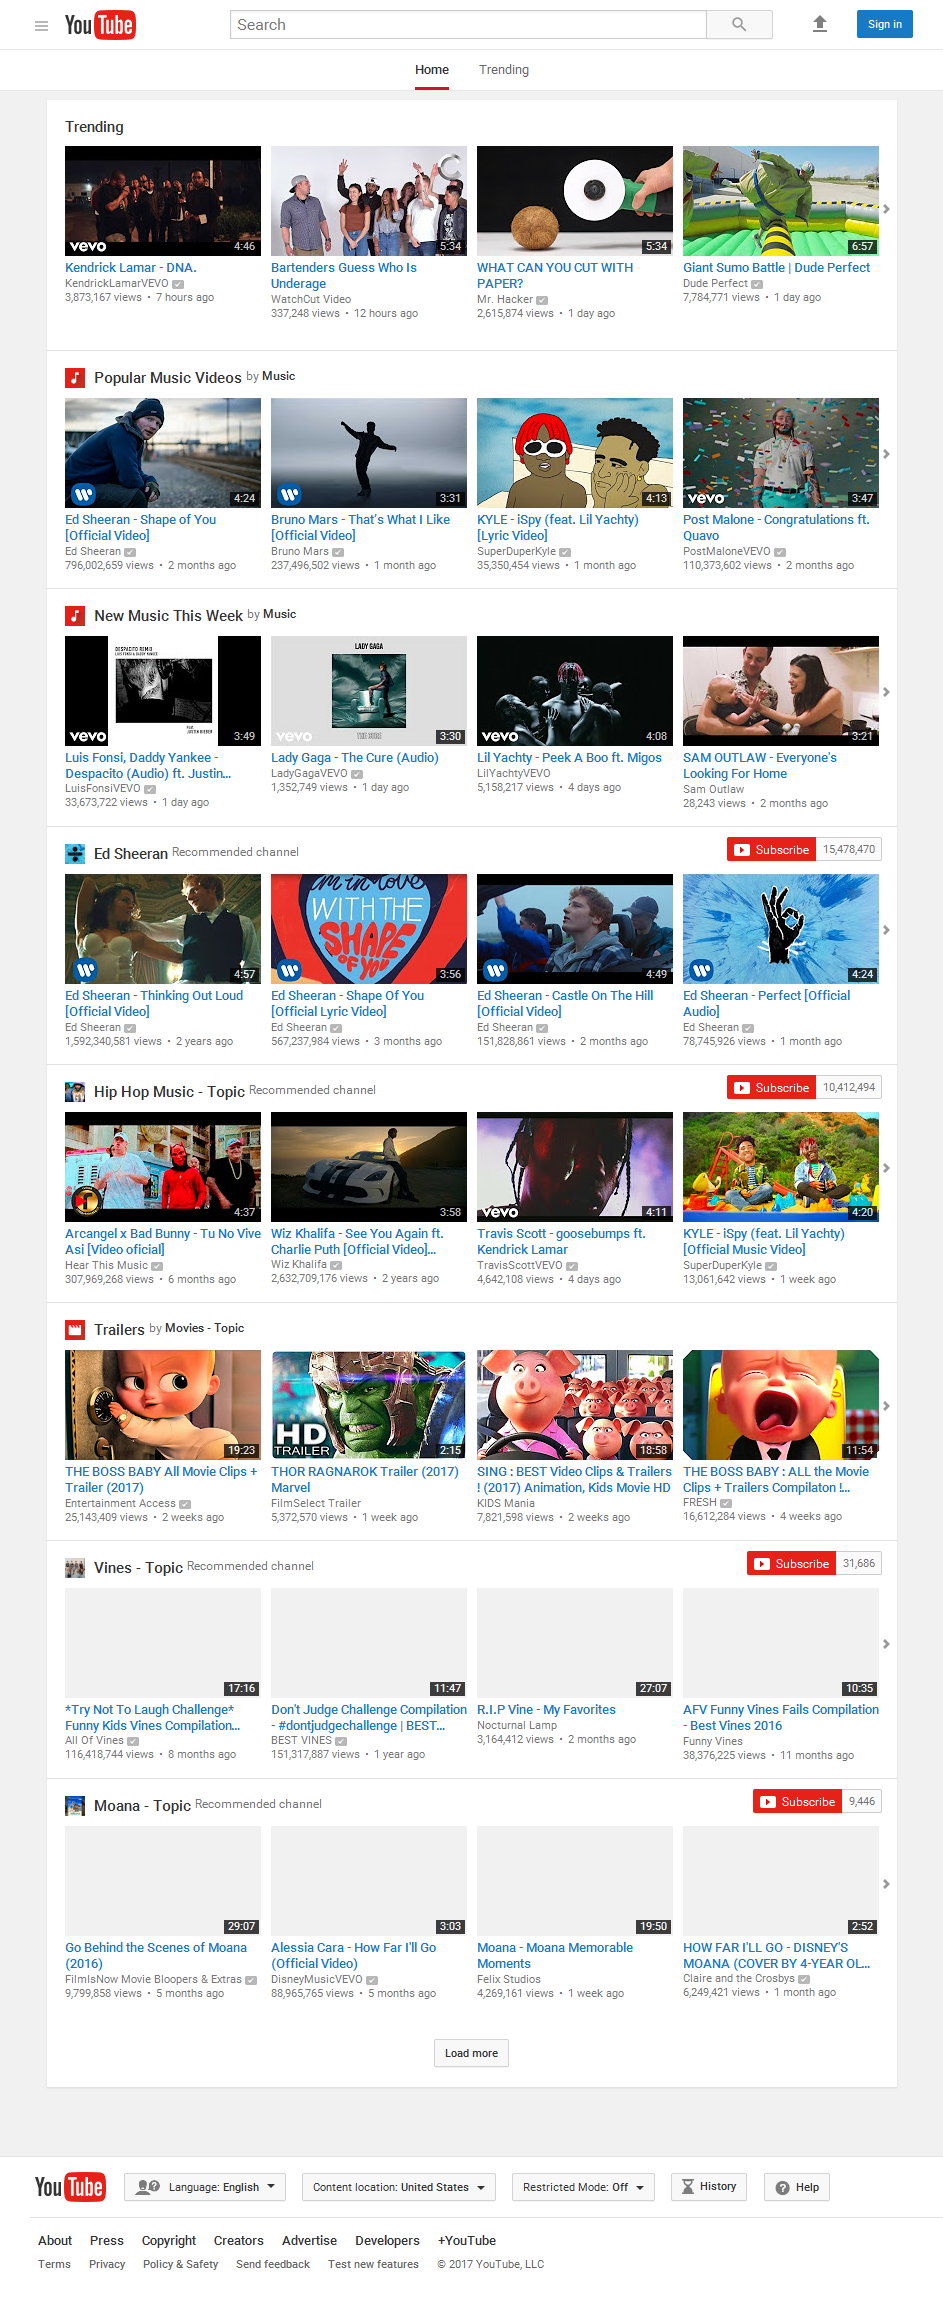 YouTube
Search
Sign in
Home
Trending
Trending
vevo
4:46
5:34
5:34
6:57
Kendrick Lamar - DNA.
KendrickLamarVEVO
3,873,167 views • 7 hours ago
Bartenders Guess Who Is
Underage
WatchCut Video
337,248 views • 12 hours ago
WHAT CAN YOU CUT WITH
PAPER?
Mr. Hacker
2,615,874 views • 1 day ago
Giant Sumo Battle | Dude Perfect
Dude Perfect
7,784,771 views • 1 day ago
Popular Music Videos by Music
4:24
3:31
4:13
vevo
3:47
Ed Sheeran - Shape of You
[Official Video]
Ed Sheeran
796,002,659 views • 2 months ago
Bruno Mars - That's What I Like
[Official Video]
Bruno Mars
237,496,502 views • 1 month ago
KYLE - iSpy (feat. Lil Yachty)
[Lyric Video]
SuperDuperKyle
35,350,454 views • 1 month ago
Post Malone - Congratulations ft.
Quavo
PostMaloneVEVO
110,373,602 views • 2 months ago
New Music This Week by Music
DESPACITO REMIX
LUIS FONSI & DADDY YANKEE
FEAT.
JUSTIN BIEBER
vevo
3:49
LADY GAGA
THE CURE
vevo
3:30
vevo
4:08
3:21
Luis Fonsi, Daddy Yankee -
Despacito (Audio) ft. Justin...
LuisFonsiVEVO
33,673,722 views • 1 day ago
Lady Gaga - The Cure (Audio)
LadyGagaVEVO
1,352,749 views • 1 day ago
Lil Yachty - Peek A Boo ft. Migos
LilYachtyVEVO
5,158,217 views • 4 days ago
SAM OUTLAW - Everyone's
Looking For Home
Sam Outlaw
28,243 views • 2 months ago
Ed Sheeran Recommended channel
Subscribe 15,478,470
4:57
I'm in love
WITH THE
SHAPE
OF YOU
3:56
4:49
4:24
Ed Sheeran - Thinking Out Loud
[Official Video]
Ed Sheeran
1,592,340,581 views • 2 years ago
Ed Sheeran - Shape Of You
[Official Lyric Video]
Ed Sheeran
567,237,984 views • 3 months ago
Ed Sheeran - Castle On The Hill
[Official Video]
Ed Sheeran
151,828,861 views • 2 months ago
Ed Sheeran - Perfect [Official
Audio]
Ed Sheeran
78,745,926 views • 1 month ago
Hip Hop Music - Topic Recommended channel
Subscribe 10,412,494
4:37
3:58
vevo
4:11
4:20
Arcangel x Bad Bunny - Tu No Vive
Asi [Video oficial]
Hear This Music
307,969,268 views • 6 months ago
Wiz Khalifa - See You Again ft.
Charlie Puth [Official Video]...
Wiz Khalifa
2,632,709,176 views • 2 years ago
Travis Scott - goosebumps ft.
Kendrick Lamar
TravisScottVEVO
4,642,108 views • 4 days ago
KYLE - iSpy (feat. Lil Yachty)
[Official Music Video]
SuperDuperKyle
13,061,642 views • 1 week ago
Trailers by Movies - Topic
19:23
HD
TRAILER
2:15
18:58
11:54
THE BOSS BABY All Movie Clips +
Trailer (2017)
Entertainment Access
25,143,409 views • 2 weeks ago
THOR RAGNAROK Trailer (2017)
Marvel
FilmSelect Trailer
5,372,570 views • 1 week ago
SING : BEST Video Clips & Trailers
! (2017) Animation, Kids Movie HD
KIDS Mania
7,821,598 views • 2 weeks ago
THE BOSS BABY : ALL the Movie
Clips + Trailers Compilaton !...
FRESH
16,612,284 views • 4 weeks ago
Vines - Topic Recommended channel
Subscribe 31,686
17:16
11:47
27:07
10:35
*Try Not To Laugh Challenge*
Funny Kids Vines Compilation...
All Of Vines
116,418,744 views • 8 months ago
Don't Judge Challenge Compilation
- #dontjudgechallenge | BEST...
BEST VINES
151,317,887 views • 1 year ago
R.I.P Vine - My Favorites
Nocturnal Lamp
3,164,412 views • 2 months ago
AFV Funny Vines Fails Compilation
- Best Vines 2016
Funny Vines
38,376,225 views • 11 months ago
Moana - Topic Recommended channel
Subscribe 9,446
29:07
3:03
19:50
2:52
Go Behind the Scenes of Moana
(2016)
FilmIsNow Movie Bloopers & Extras
9,799,858 views • 5 months ago
Alessia Cara - How Far I'll Go
(Official Video)
DisneyMusicVEVO
88,965,765 views • 5 months ago
Moana - Moana Memorable
Moments
Felix Studios
4,269,161 views • 1 week ago
HOW FAR I'LL GO - DISNEY'S
MOANA (COVER BY 4-YEAR OL...
Claire and the Crosbys
6,249,421 views • 1 month ago
Load more
YouTube
Language: English
Content location: United States
Restricted Mode: Off
History
Help
About Press Copyright Creators Advertise Developers +YouTube
Terms Privacy Policy & Safety Send feedback Test new features © 2017 YouTube, LLC